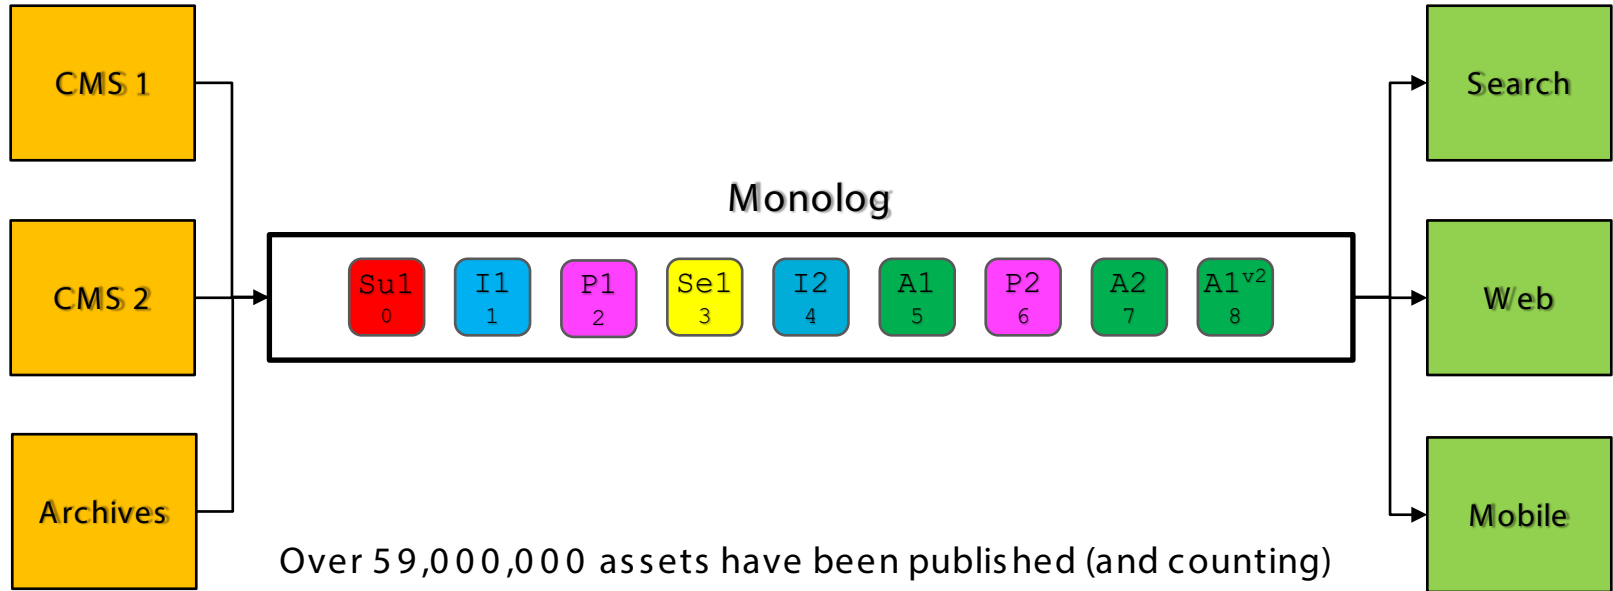 CMS 1
CMS 2
Archives
Monolog
Su1
0
I1
1
P1
2
Se1
3
I2
4
A1
5
P2
6
A2
7
A1v2
8
Search
Web
Mobile
Over 59,000,000 assets have been published (and counting)